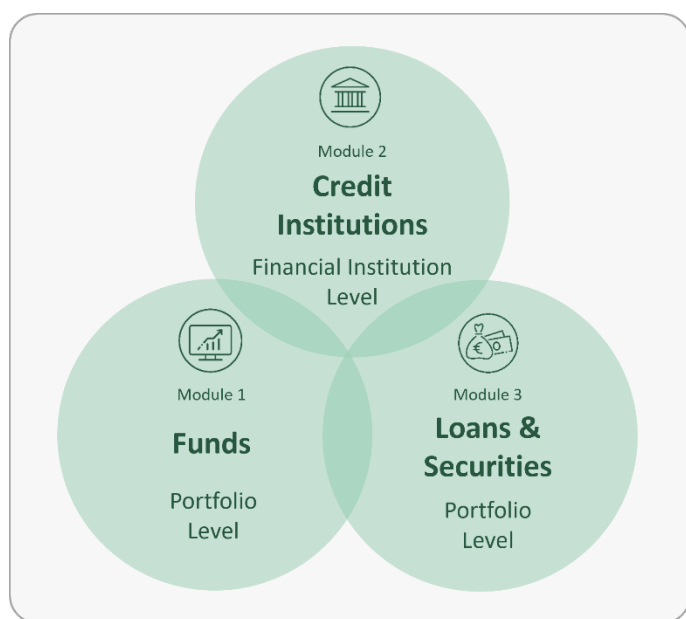 Module 2
Credit
Institutions
Financial Institution
Level
Module 1
Funds
Portfolio
Level
€
Module 3
Loans &
Securities
Portfolio
Level